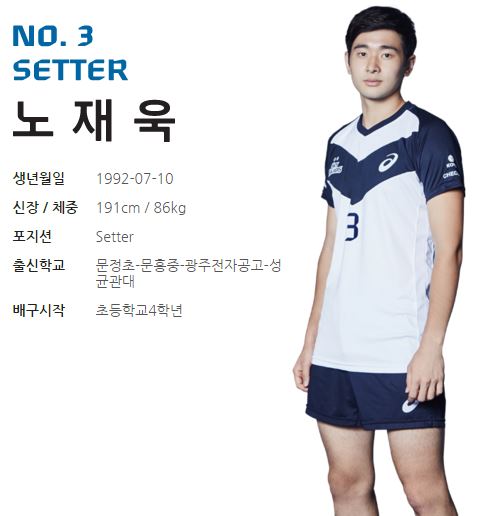 NO. 3
SETTER
노 재 욱
생년월일 1992-07-10
신장 / 체중 191cm / 86kg
포지션 Setter
출신학교 문정초-문흥중-광주전자공고-성
균관대
배구시작 초등학교4학년
3